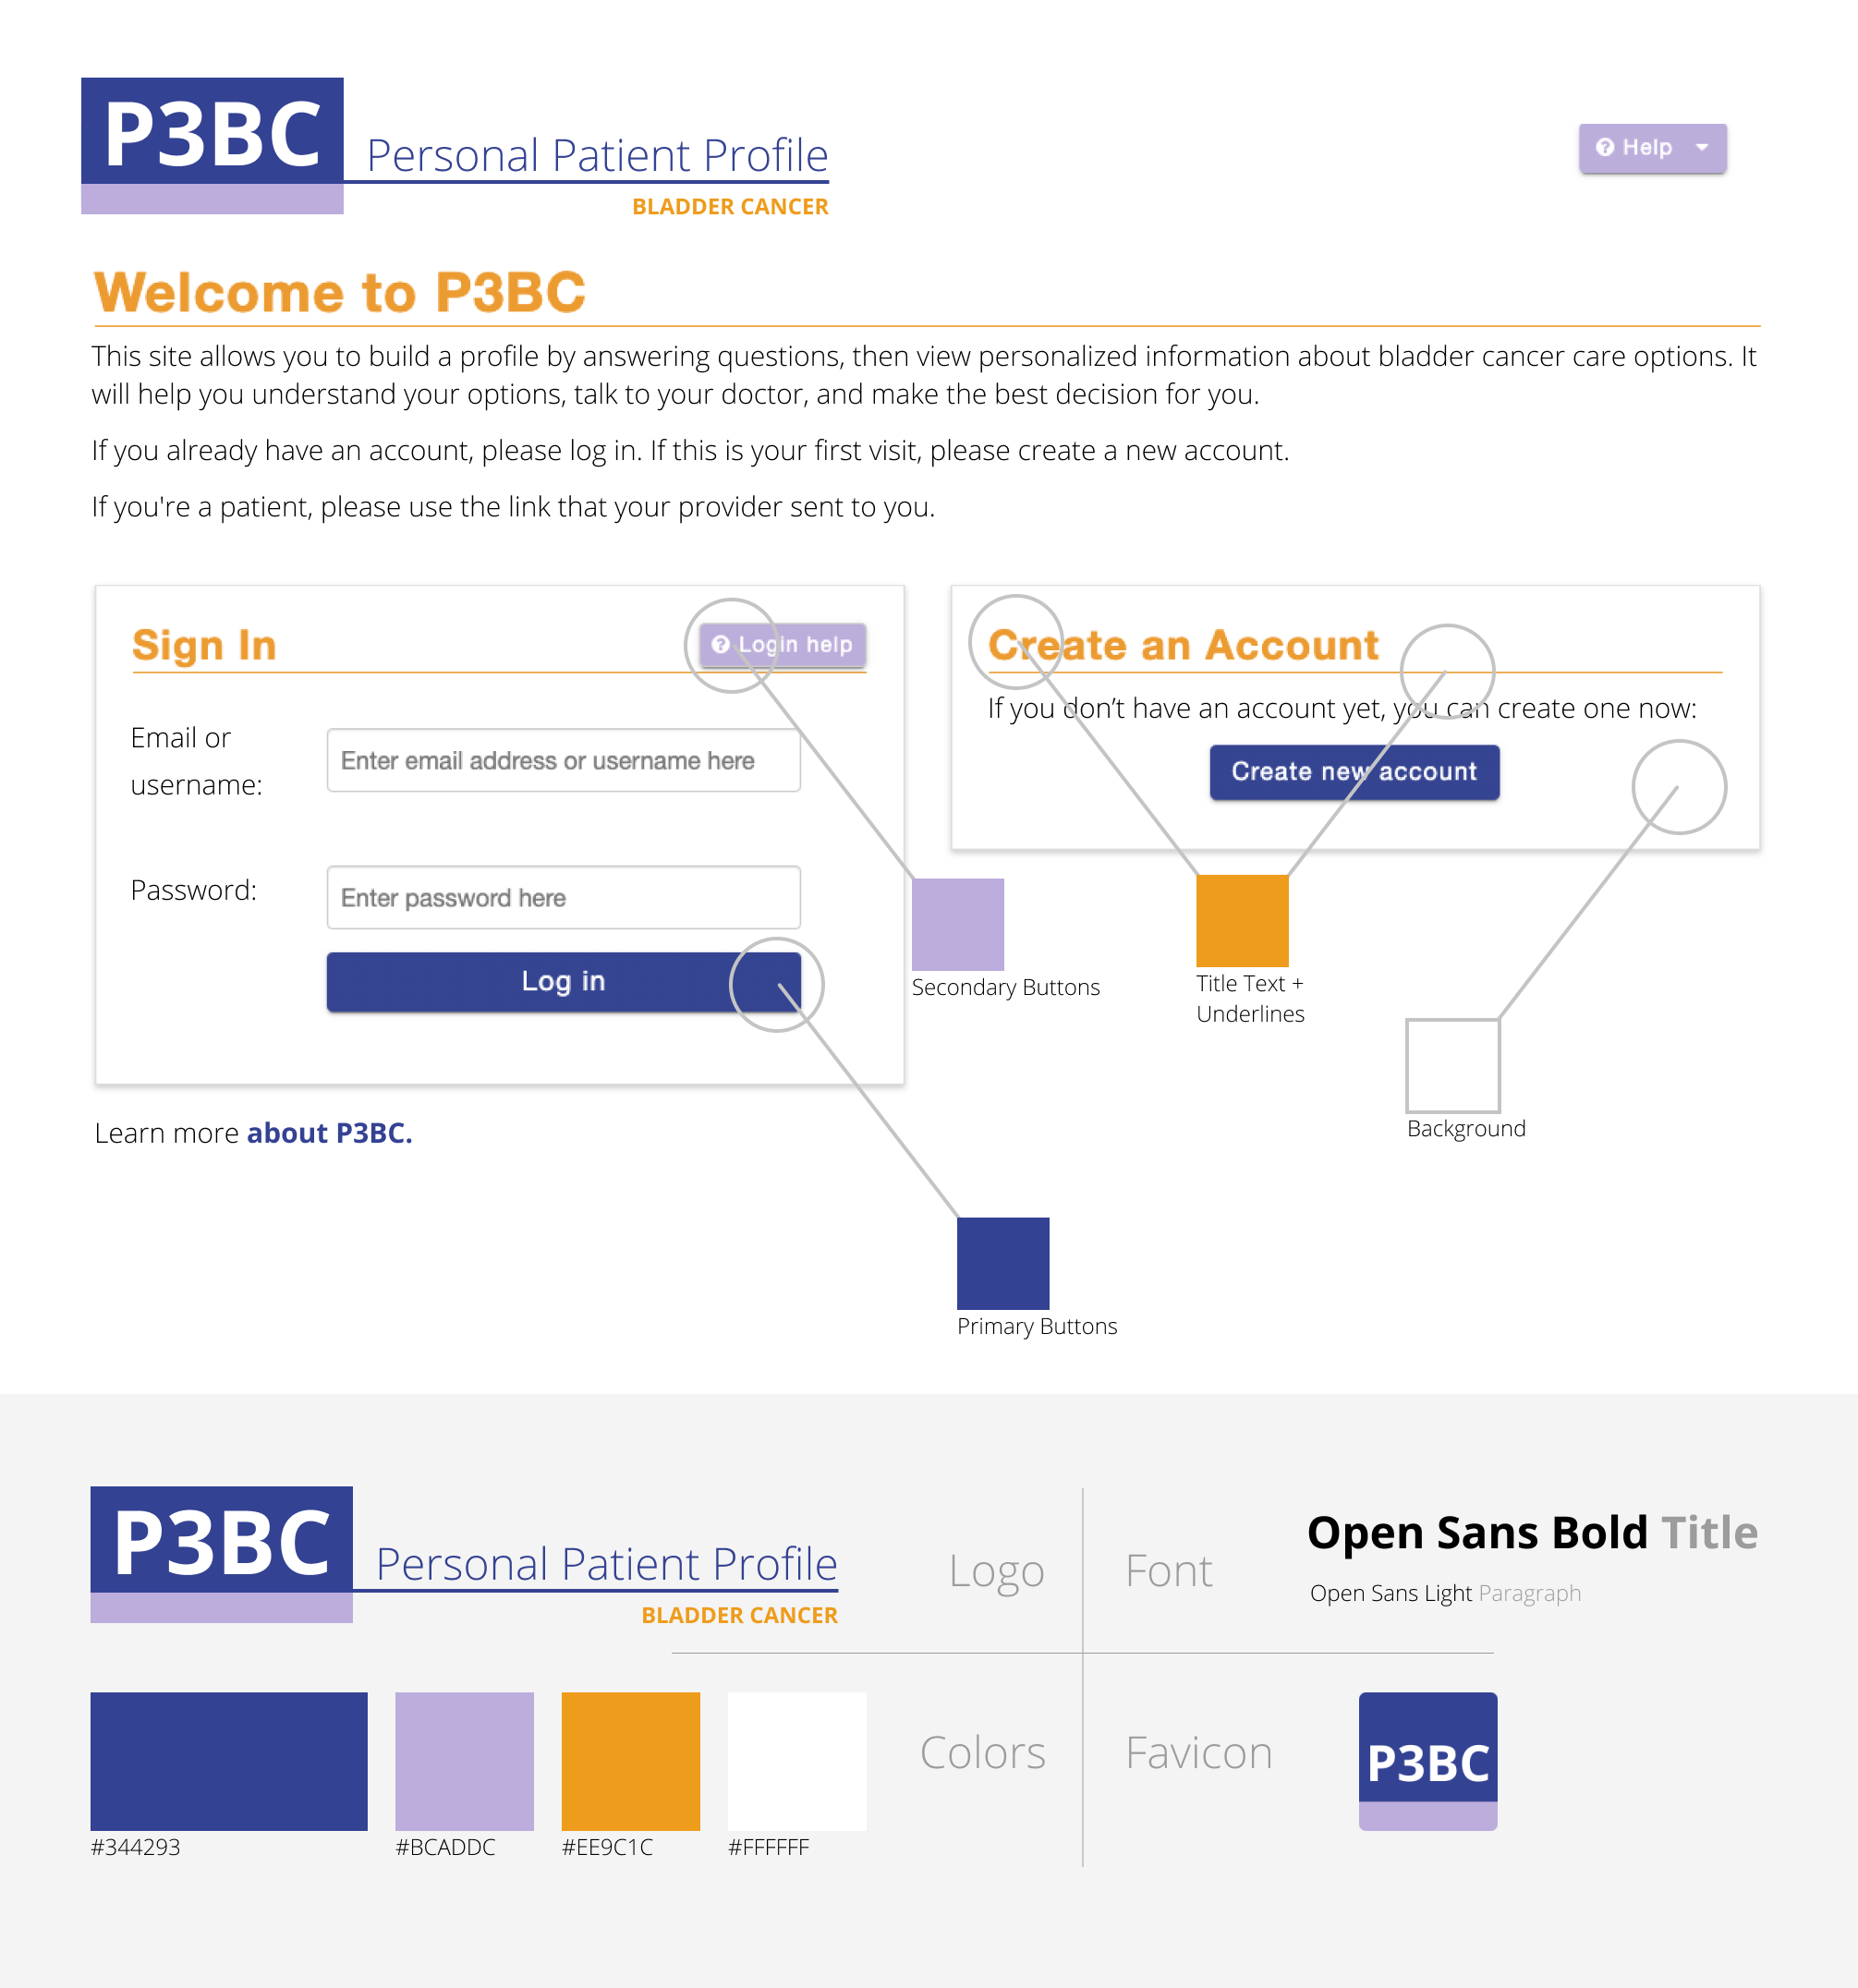 P3BC
Personal Patient Profile
BLADDER CANCER
Help
Welcome to P3BC
This site allows you to build a profile by answering questions, then view personalized information about bladder cancer care options. It
will help you understand your options, talk to your doctor, and make the best decision for you.
If you already have an account, please log in. If this is your first visit, please create a new account.
If you're a patient, please use the link that your provider sent to you.
Sign In
Login help
Email or
username:
Enter email address or username here
Password:
Enter password here
Log in
Create an Account
If you don’t have an account yet, you can create one now:
Create new account
Secondary Buttons
Title Text +
Underlines
Background
Learn more about P3BC.
Primary Buttons
P3BC
Personal Patient Profile
BLADDER CANCER
Logo
Font
Open Sans Bold Title
Open Sans Light Paragraph
#344293
#BCADDC
#EE9C1C
#FFFFFF
Colors
Favicon
P3BC